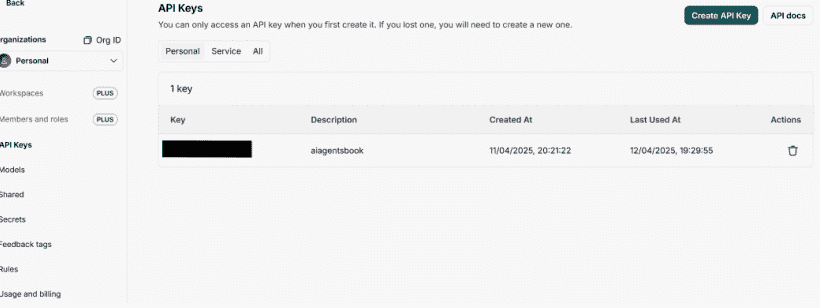 Back
rganizations Org ID
Personal
Workspaces PLUS
Members and roles PLUS
API Keys
Models
Shared
Secrets
Feedback tags
Rules
Usage and billing
API Keys
You can only access an API key when you first create it. If you lost one, you will need to create a new one.
Create API Key API docs
Personal Service All
1 key
Key Description Created At Last Used At Actions
aiagentsbook 11/04/2025, 20:21:22 12/04/2025, 19:29:55